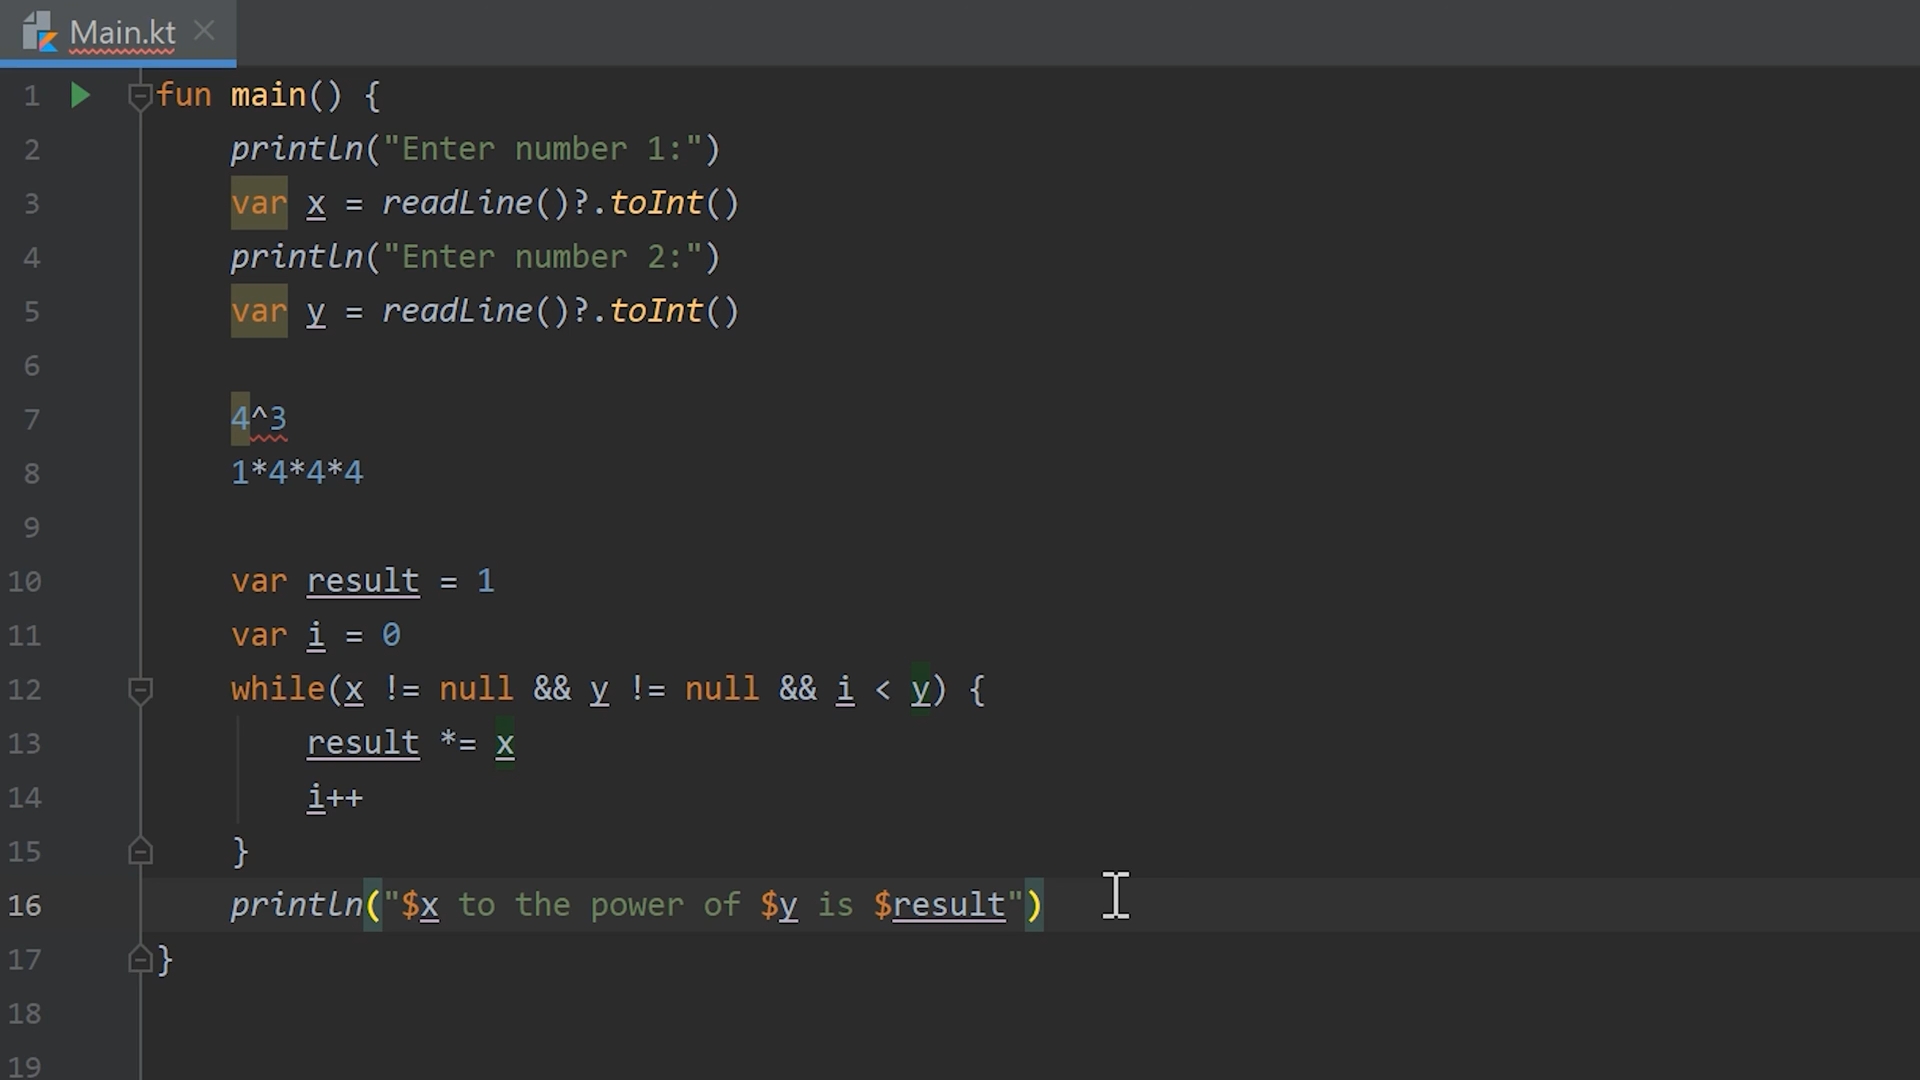 Main.kt
1 fun main() {
2 println("Enter number 1:")
3 var x = readLine()?.toInt()
4 println("Enter number 2:")
5 var y = readLine()?.toInt()
6
7 4^3
8 1*4*4*4
9
10 var result = 1
11 var i = 0
12 while(x != null && y != null && i < y) {
13 result *= x
14 i++
15 }
16 println("$x to the power of $y is $result")
17 }
18
19